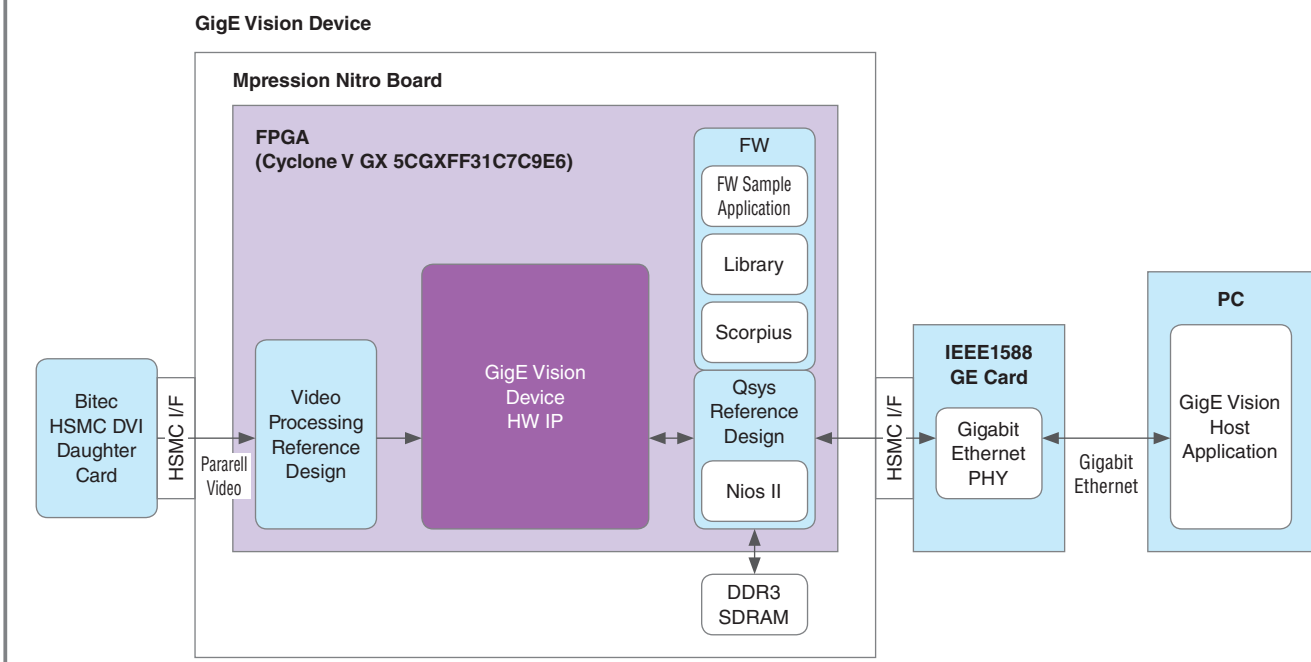 GigE Vision Device
Mpression Nitro Board
FPGA
(Cyclone V GX 5CGXFF31C7C9E6)
FW
FW Sample
Application
Library
Scorpius
Bitec
HSMC DVI
Daughter
Card
HSMC I/F
Pararell
Video
Video
Processing
Reference
Design
GigE Vision
Device
HW IP
Qsys
Reference
Design
Nios II
DDR3
SDRAM
HSMC I/F
IEEE1588
GE Card
Gigabit
Ethernet
PHY
Gigabit
Ethernet
PC
GigE Vision
Host
Application